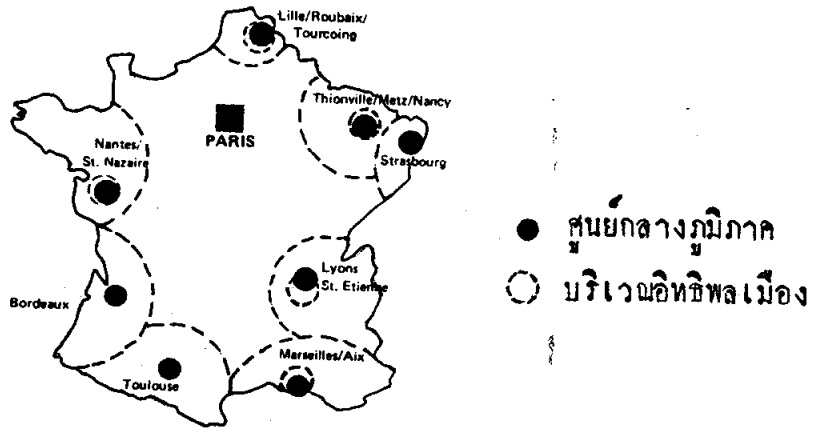 Lille/Roubaix/
Tourcoing
Thionville/Metz/Nancy
PARIS
Nantes/
St. Nazaire
Strasbourg
ศูนย์กลางภูมิภาค
Lyons
St. Etienne
บริเวณอิทธิพลเมือง
Bordeaux
Marseilles/Aix
Toulouse